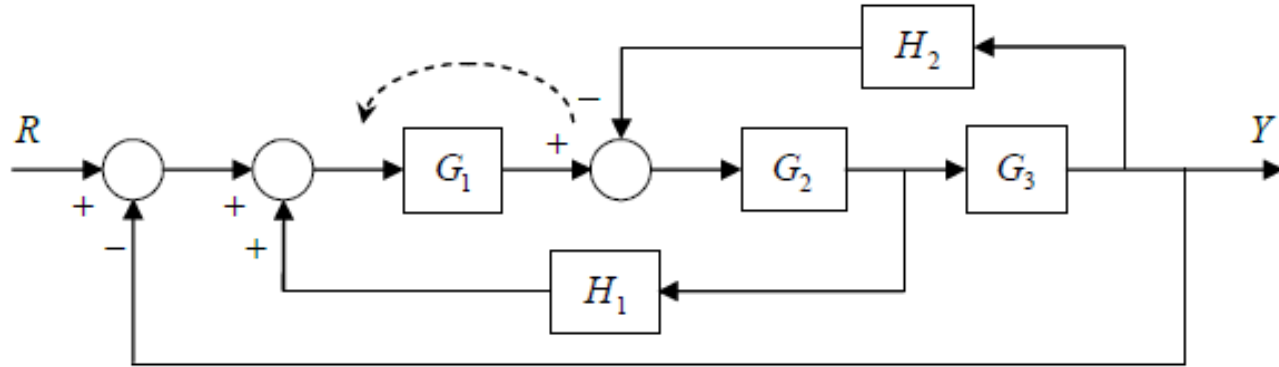 H₂
−
R
Y
+
G₁
G₂
G₃
+
+
−
+
H₁